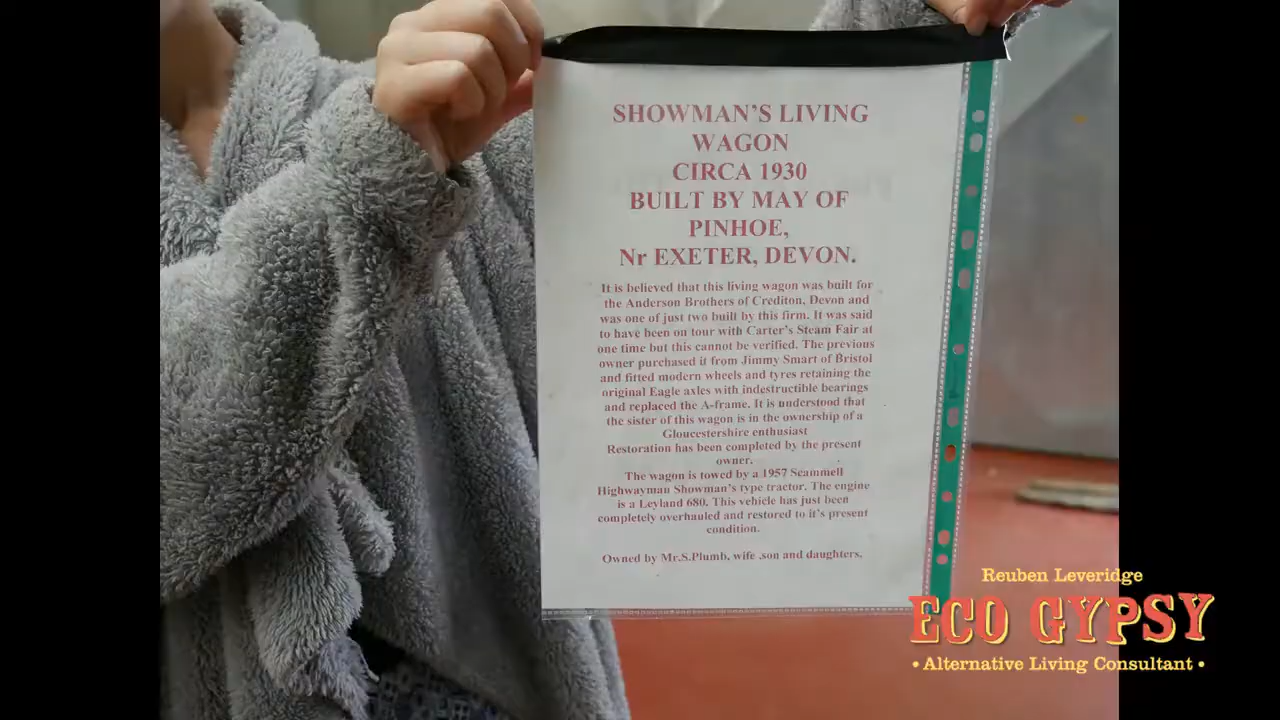 SHOWMAN'S LIVING
WAGON
CIRCA 1930
BUILT BY MAY OF
PINHOE,
Nr EXETER, DEVON.
It is believed that this living wagon was built for
the Anderson Brothers of Crediton, Devon and
was one of just two built by this firm. It was said
to have been on tour with Carter's Steam Fair at
one time but this cannot be verified. The previous
owner purchased it from Jimmy Smart of Bristol
and fitted modern wheels and tyres retaining the
original Eagle axles with indestructible bearings
and replaced the A-frame. It is understood that
the sister of this wagon is in the ownership of a
Gloucestershire enthusiast
Restoration has been completed by the present
owner.
The wagon is towed by a 1957 Scammell
Highwayman Showman's type tractor. The engine
is a Leyland 680. This vehicle has just been
completely overhauled and restored to it's present
condition.
Owned by Mr.S.Plumb, wife .son and daughters.
Reuben Leveridge
ECO GYPSY
• Alternative Living Consultant •